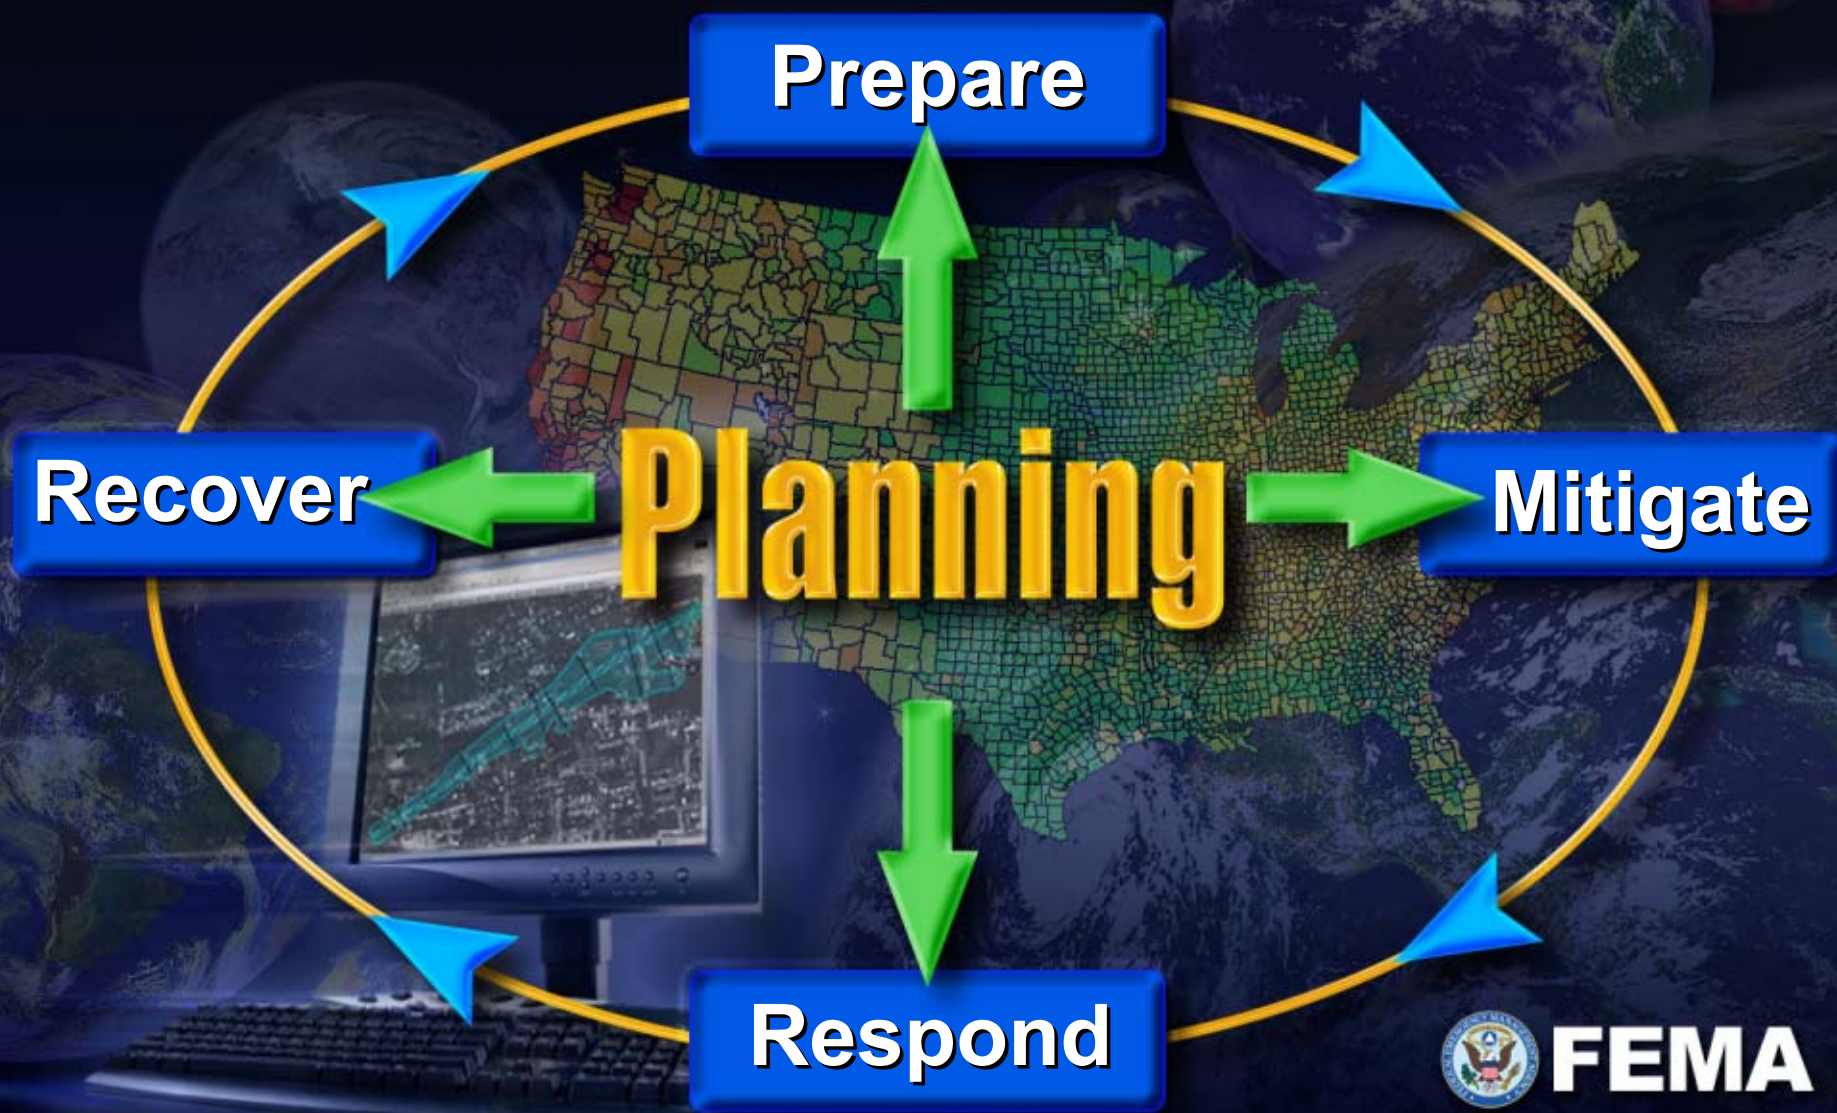 Prepare
Recover
Planning
Mitigate
Respond
FEMA